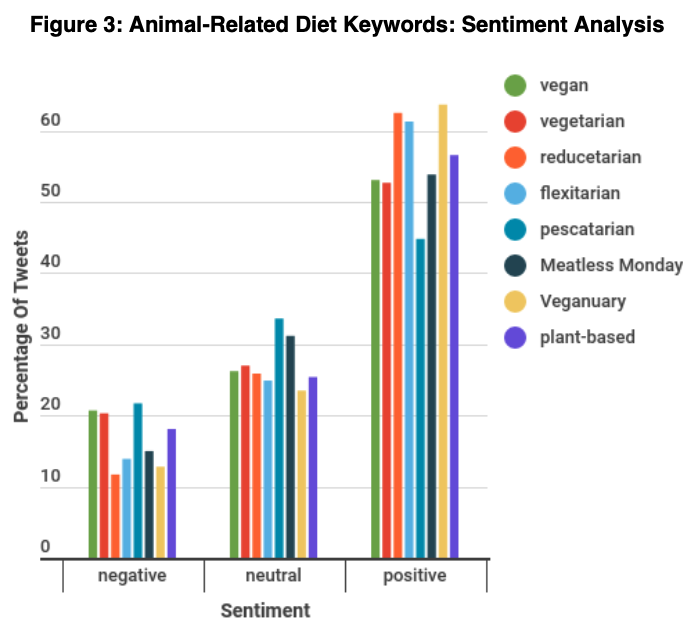 Figure 3: Animal-Related Diet Keywords: Sentiment Analysis
vegan
vegetarian
reducetarian
flexitarian
pescatarian
Meatless Monday
Veganuary
plant-based
Percentage Of Tweets
60
50
40
30
20
10
0
negative neutral positive
Sentiment